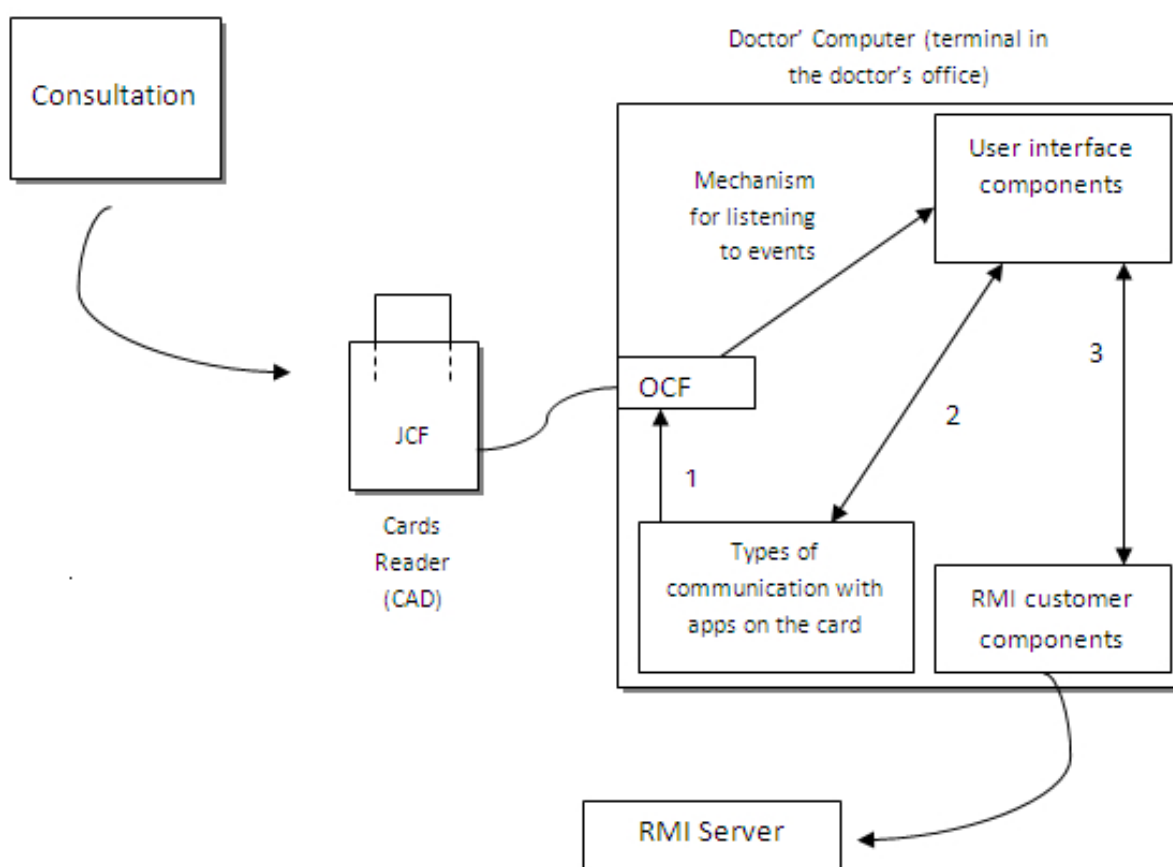 Consultation
Doctor' Computer (terminal in
the doctor's office)
User interface
components
Mechanism
for listening
to events
OCF
JCF
Cards
Reader
(CAD)
1
2
3
Types of
communication with
apps on the card
RMI customer
components
RMI Server